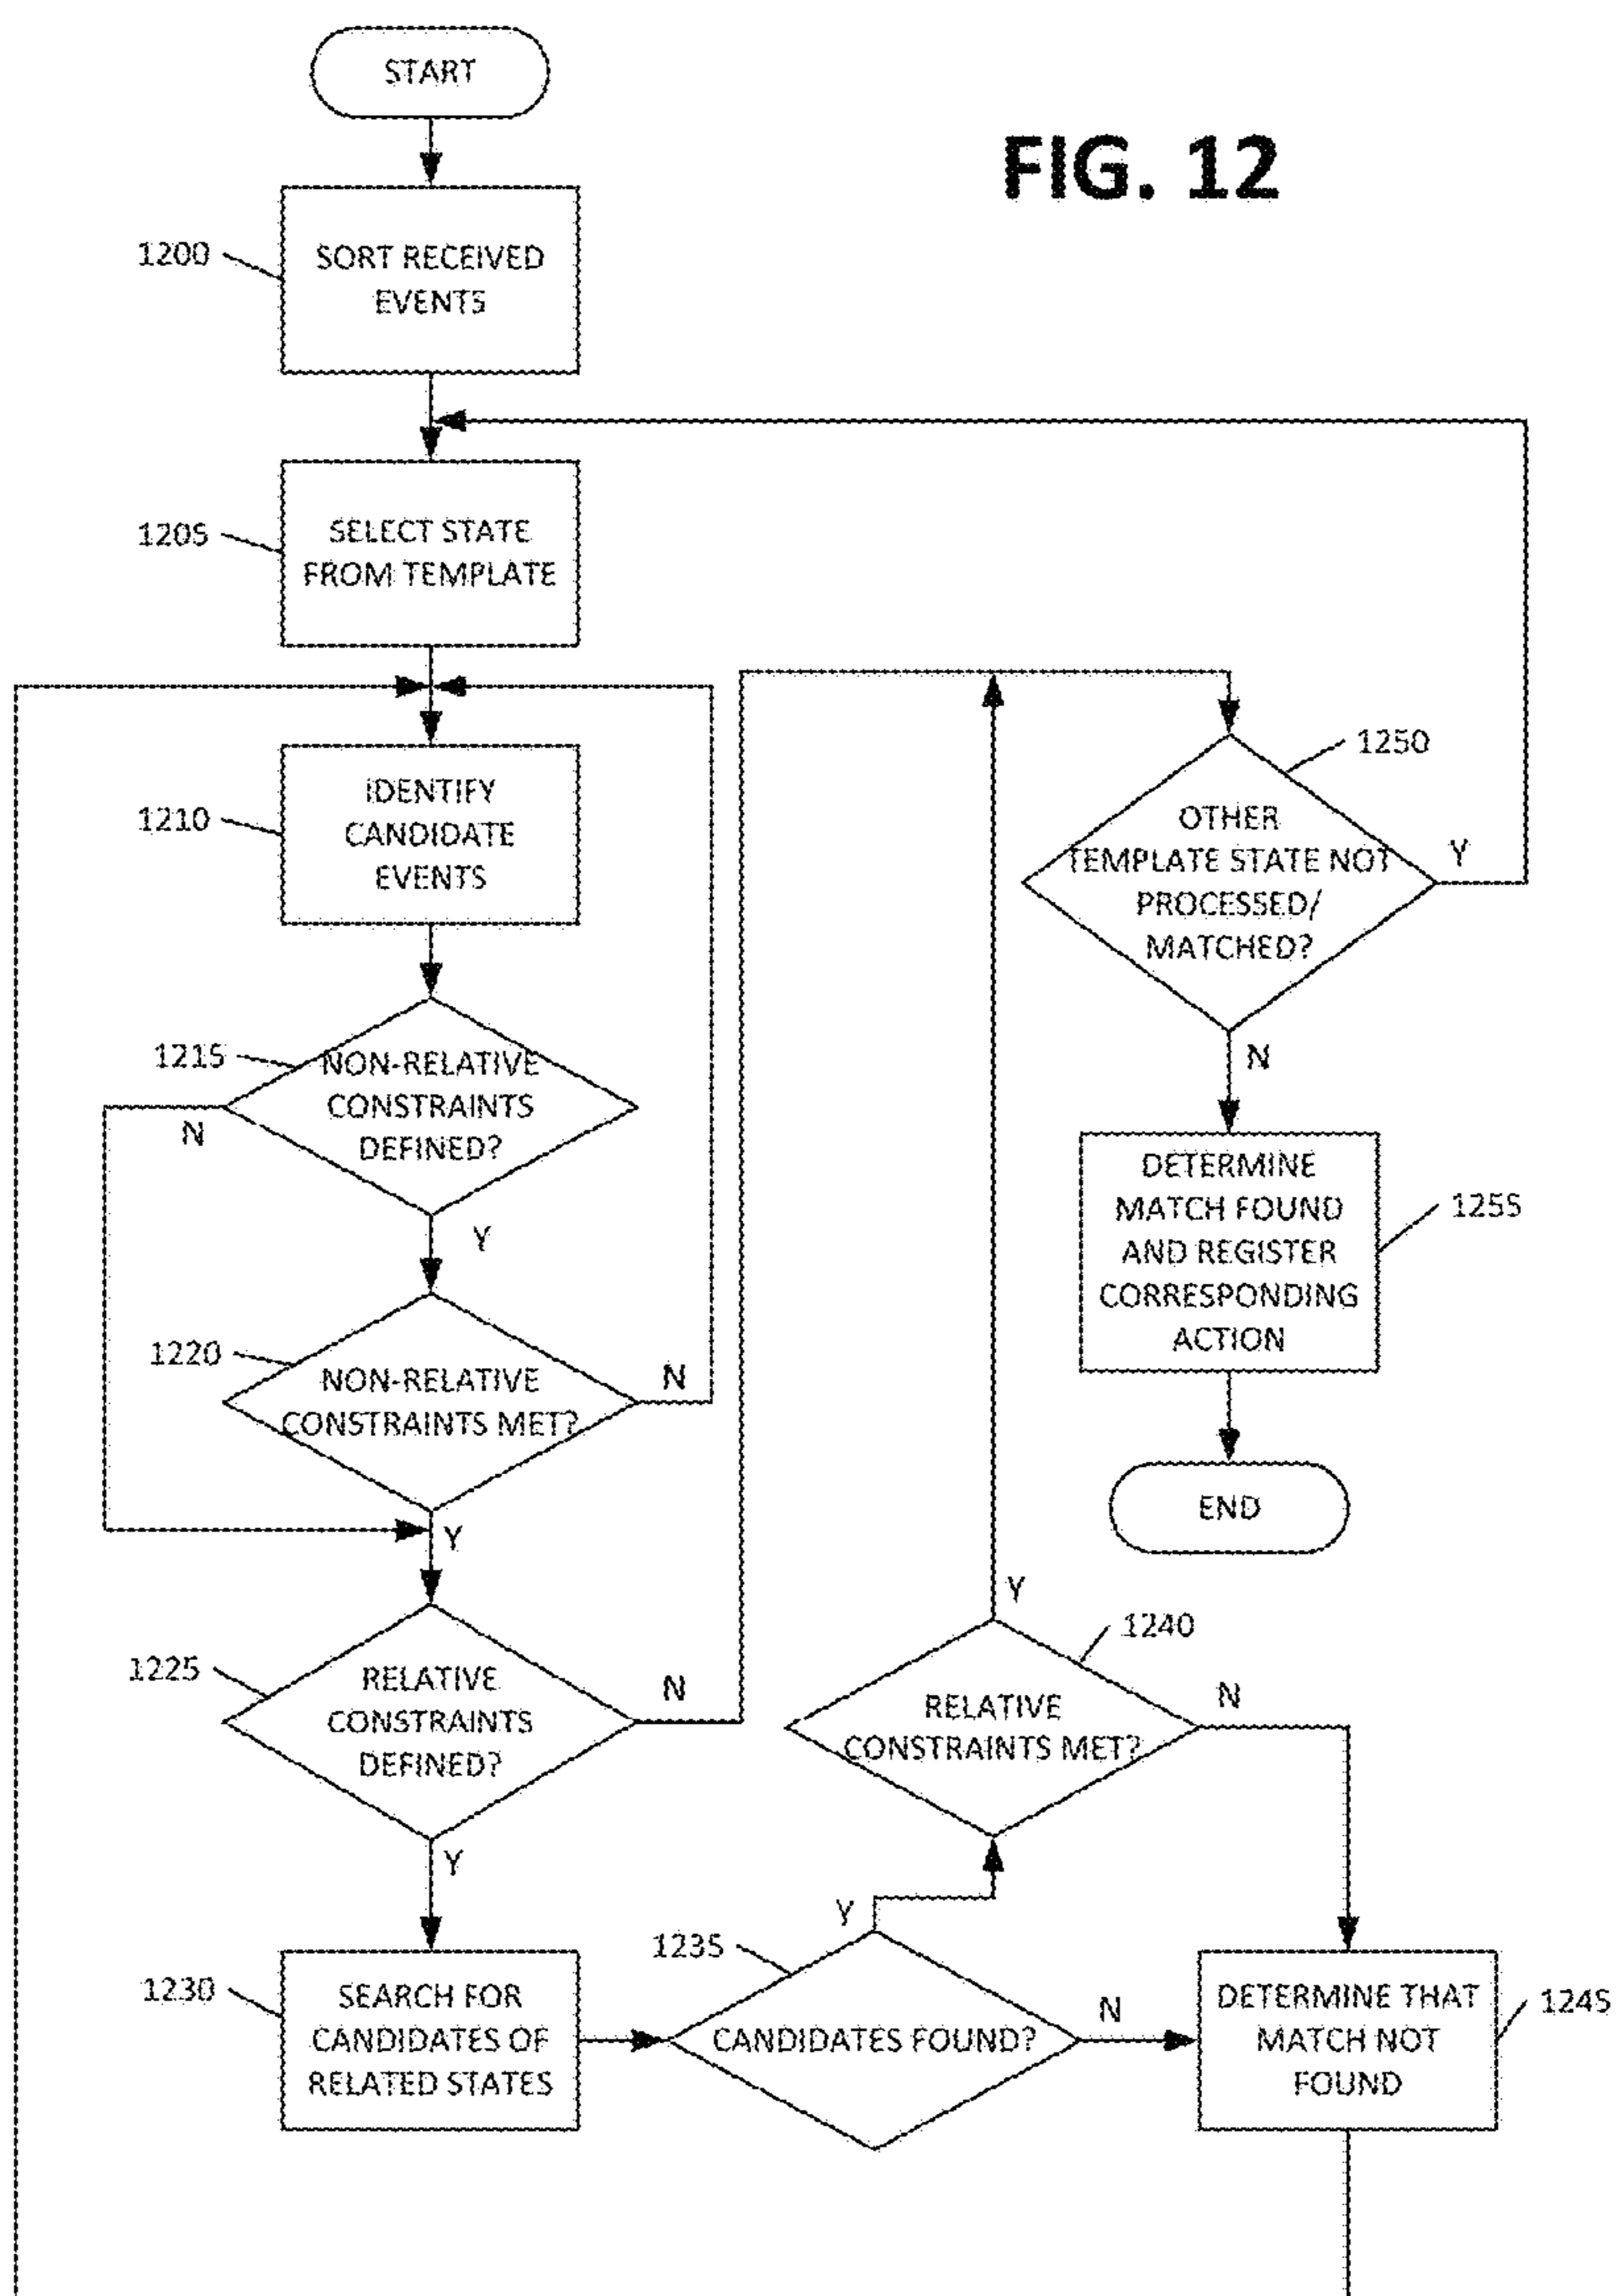 START
FIG. 12
1200
SORT RECEIVED
EVENTS
1205
SELECT STATE
FROM TEMPLATE
1210
IDENTIFY
CANDIDATE
EVENTS
1250
OTHER
TEMPLATE STATE NOT
PROCESSED/
MATCHED?
Y
N
1215
NON-RELATIVE
CONSTRAINTS
DEFINED?
N
Y
1255
DETERMINE
MATCH FOUND
AND REGISTER
CORRESPONDING
ACTION
1220
NON-RELATIVE
CONSTRAINTS MET?
N
Y
END
1225
RELATIVE
CONSTRAINTS
DEFINED?
N
Y
1240
RELATIVE
CONSTRAINTS MET?
Y
N
1230
SEARCH FOR
CANDIDATES OF
RELATED STATES
1235
CANDIDATES FOUND?
Y
N
1245
DETERMINE THAT
MATCH NOT
FOUND